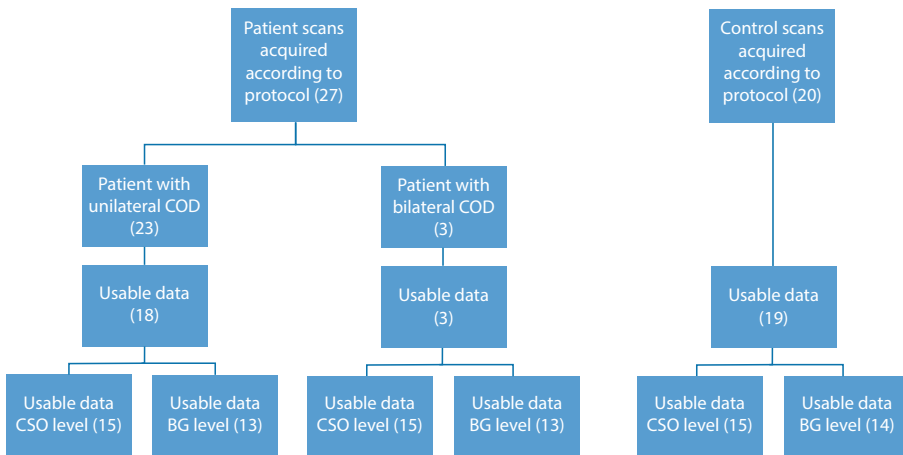 Patient scans
acquired
according to
protocol (27)
Control scans
acquired
according to
protocol (20)
Patient with
unilateral COD
(23)
Patient with
bilateral COD
(3)
Usable data
(18)
Usable data
(3)
Usable data
(19)
Usable data
CSO level (15)
Usable data
BG level (13)
Usable data
CSO level (15)
Usable data
BG level (13)
Usable data
CSO level (15)
Usable data
BG level (14)